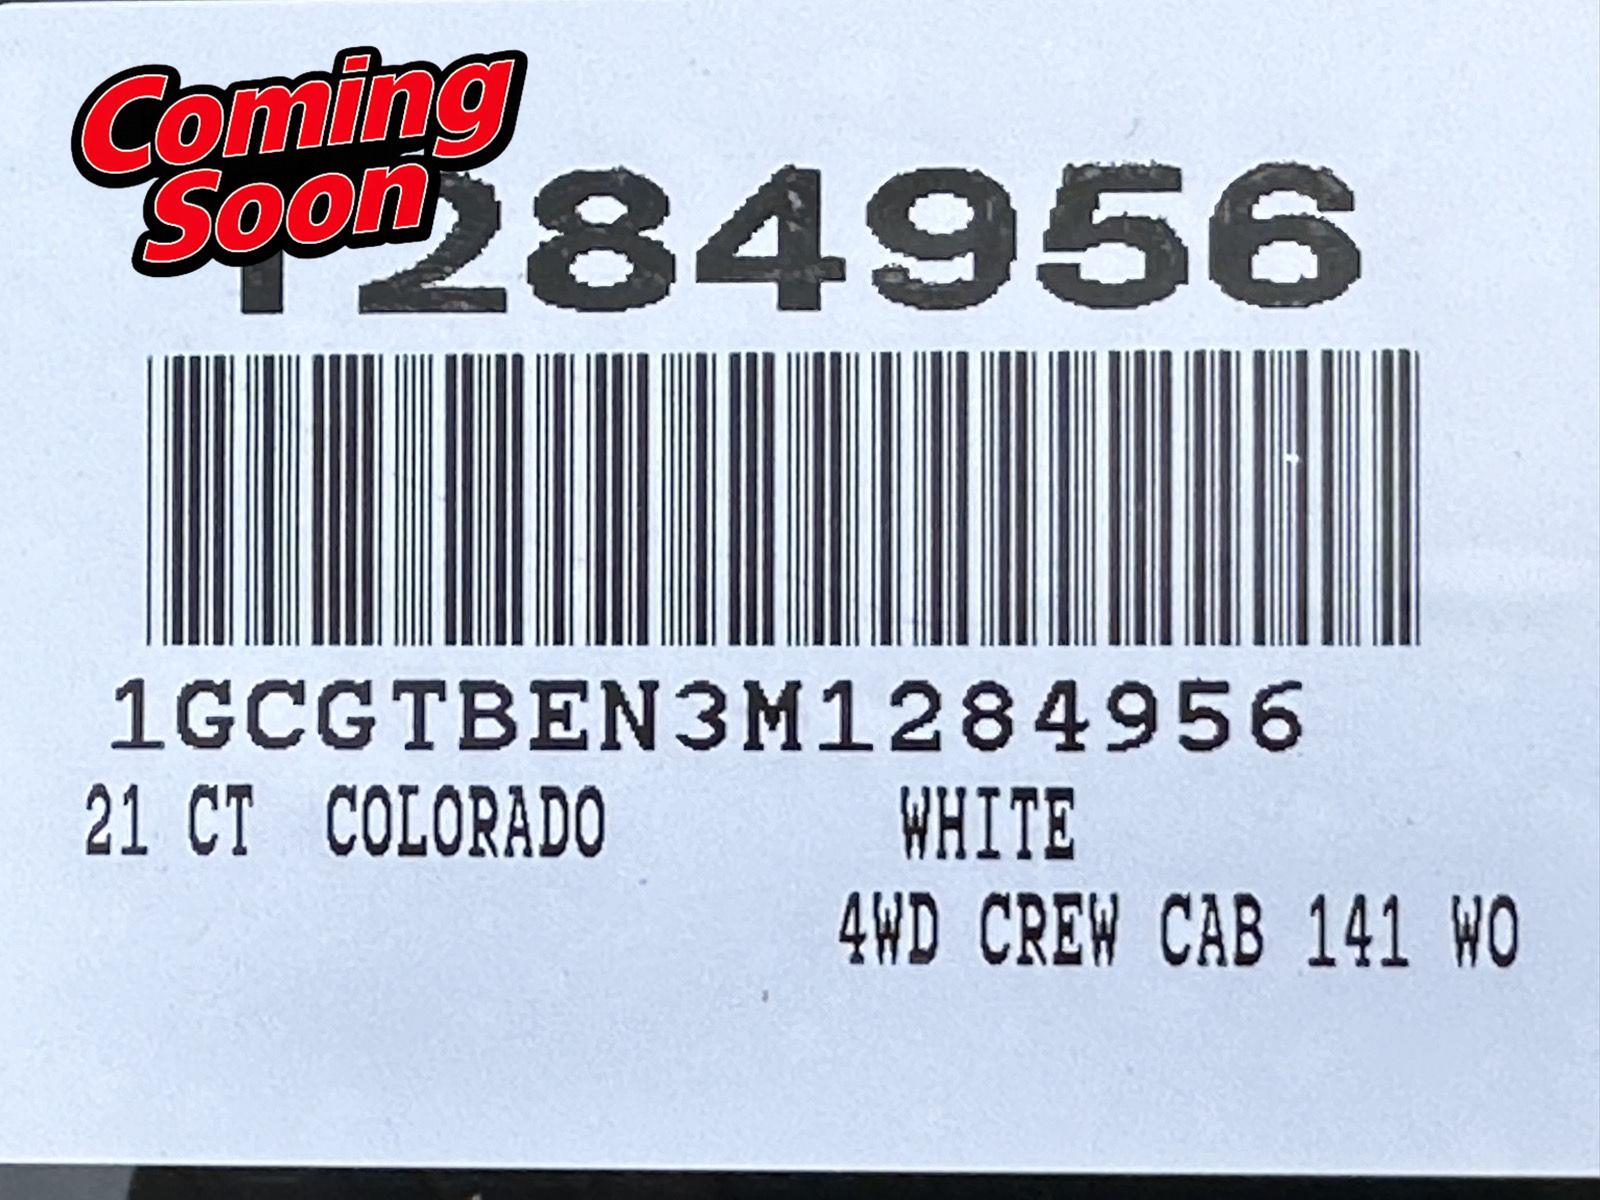 Coming
Soon
1284956
1GCGTBEN3M1284956
21 CT COLORADO WHITE
4WD CREW CAB 141 WO